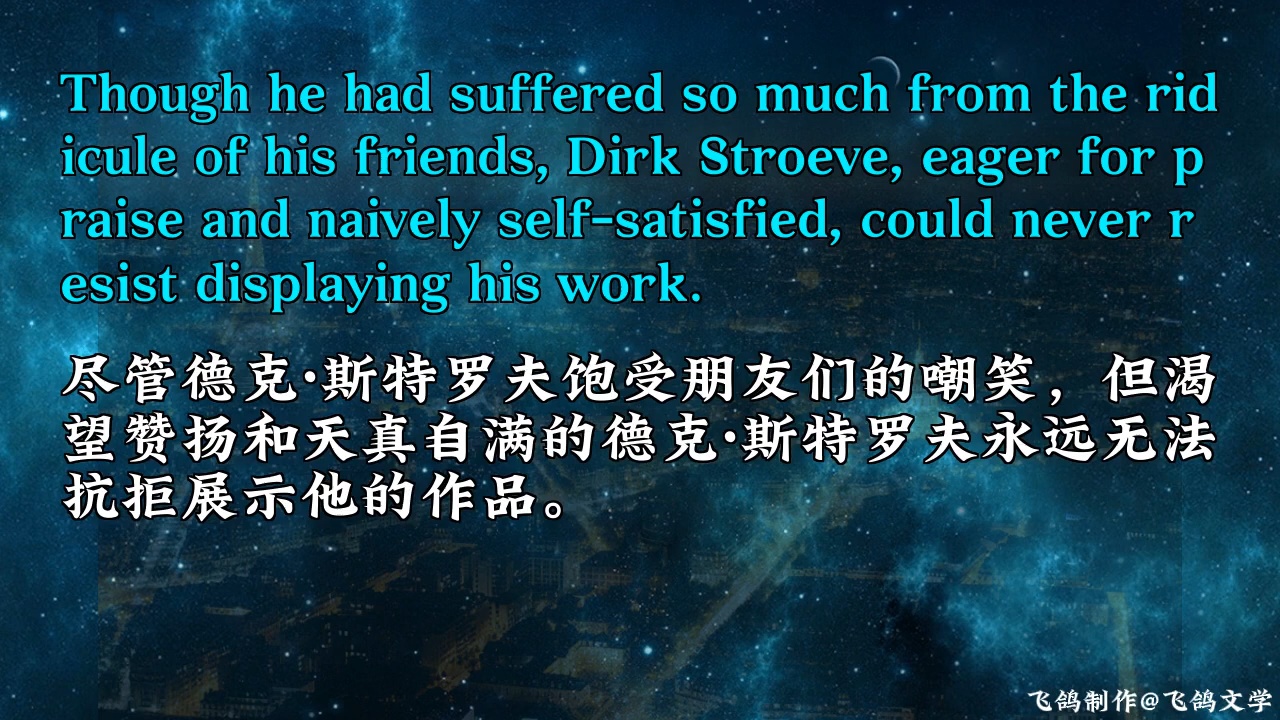 Though he had suffered so much from the rid
icule of his friends, Dirk Stroeve, eager for p
raise and naively self-satisfied, could never r
esist displaying his work.
尽管德克·斯特罗夫饱受朋友们的嘲笑，但渴
望赞扬和天真自满的德克·斯特罗夫永远无法
抗拒展示他的作品。
飞鸽制作@飞鸽文学